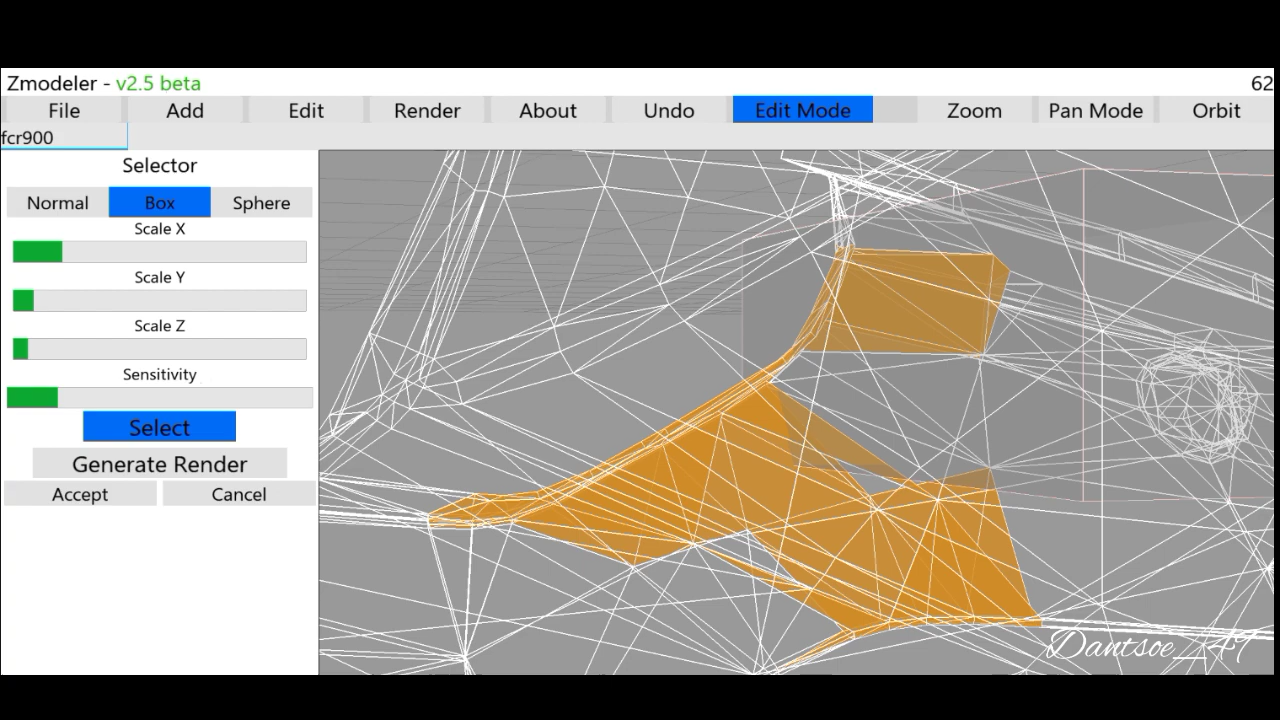 Zmodeler - v2.5 beta 62
File Add Edit Render About Undo Edit Mode Zoom Pan Mode Orbit
fcr900
Selector
Normal Box Sphere
Scale X
Scale Y
Scale Z
Sensitivity
Select
Generate Render
Accept Cancel
Dantsoe_47